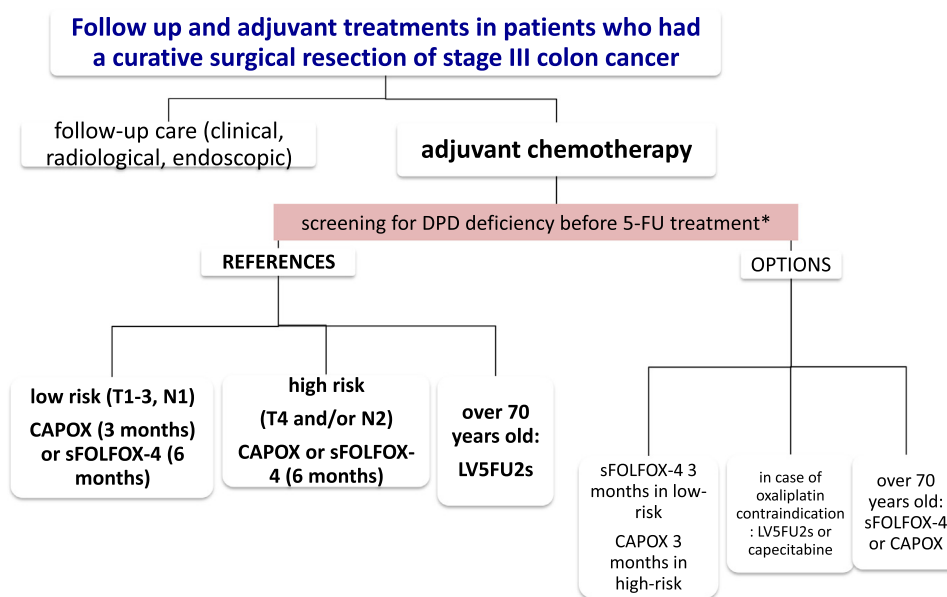 Follow up and adjuvant treatments in patients who had
a curative surgical resection of stage III colon cancer
follow-up care (clinical,
radiological, endoscopic)
adjuvant chemotherapy
screening for DPD deficiency before 5-FU treatment*
REFERENCES
OPTIONS
low risk (T1-3, N1)
CAPOX (3 months)
or sFOLFOX-4 (6
months)
high risk
(T4 and/or N2)
CAPOX or sFOLFOX-
4 (6 months)
over 70
years old:
LV5FU2s
sFOLFOX-4 3
months in low-
risk
CAPOX 3
months in
high-risk
in case of
oxaliplatin
contraindication
: LV5FU2s or
capecitabine
over 70
years old:
sFOLFOX-4
or CAPOX